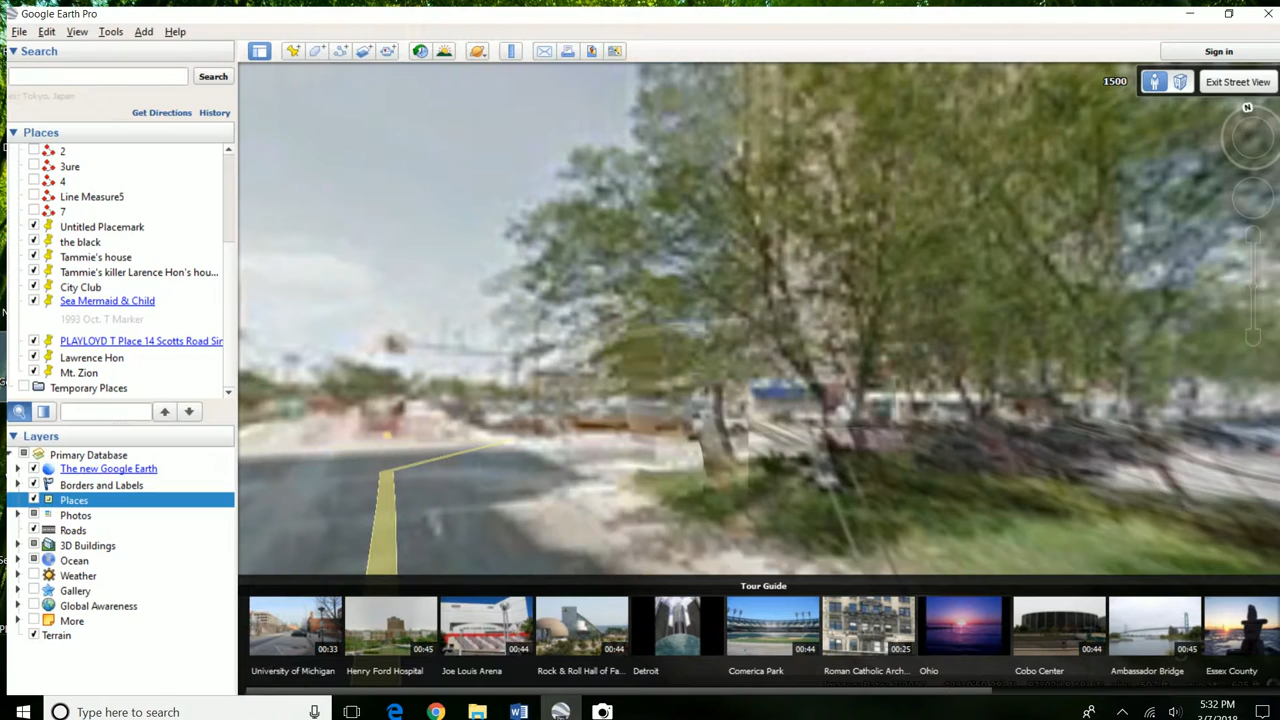 Google Earth Pro
File Edit View Tools Add Help
Search
Sign in
Search
1500
Exit Street View
ex: Tokyo, Japan
N
Get Directions History
Places
2
3ure
4
Line Measure5
7
Untitled Placemark
the black
Tammie's house
Tammie's killer Larence Hon's hou...
City Club
Sea Mermaid & Child
1993 Oct. T Marker
PLAYLOYD T Place 14 Scotts Road Sin
Lawrence Hon
Mt. Zion
Temporary Places
Layers
Primary Database
The new Google Earth
Borders and Labels
Places
Photos
Roads
3D Buildings
Ocean
Weather
Gallery
Global Awareness
More
Terrain
Tour Guide
00:33 00:45 00:44 00:44 00:44 00:25 00:44 00:45
University of Michigan Henry Ford Hospital Joe Louis Arena Rock & Roll Hall of Fa... Detroit Comerica Park Roman Catholic Arch... Ohio Cobo Center Ambassador Bridge Essex County
Type here to search
5:32 PM
3/7/2018